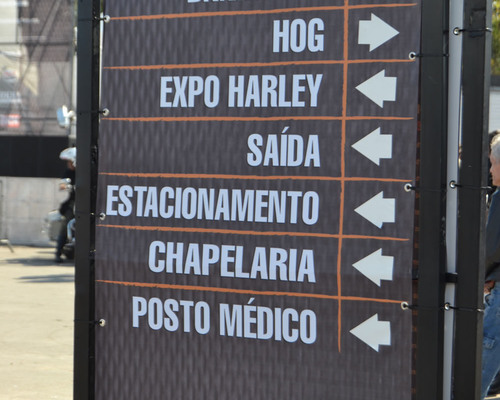 HOG
EXPO HARLEY
SAÍDA
ESTACIONAMENTO
CHAPELARIA
POSTO MÉDICO